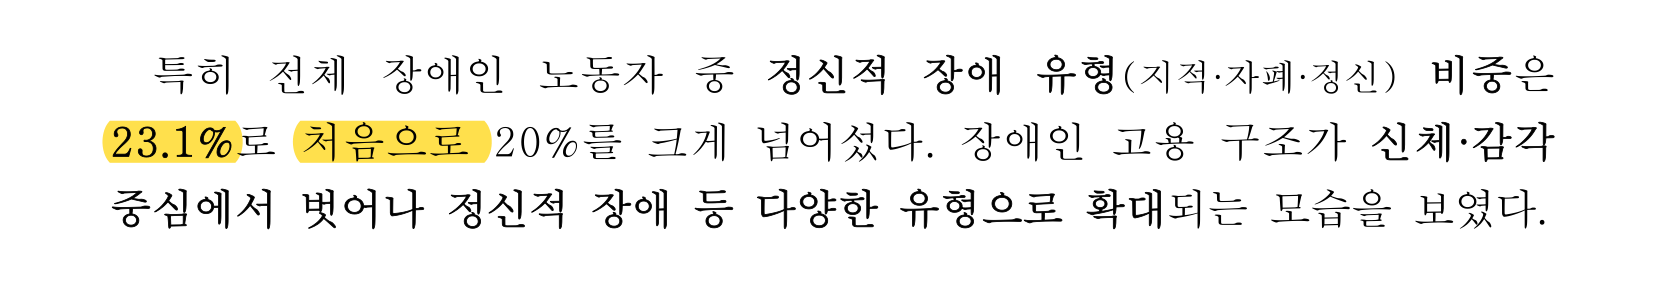 특히 전체 장애인 노동자 중 정신적 장애 유형(지적·자폐·정신) 비중은
23.1%로 처음으로 20%를 크게 넘어섰다. 장애인 고용 구조가 신체·감각
중심에서 벗어나 정신적 장애 등 다양한 유형으로 확대되는 모습을 보였다.